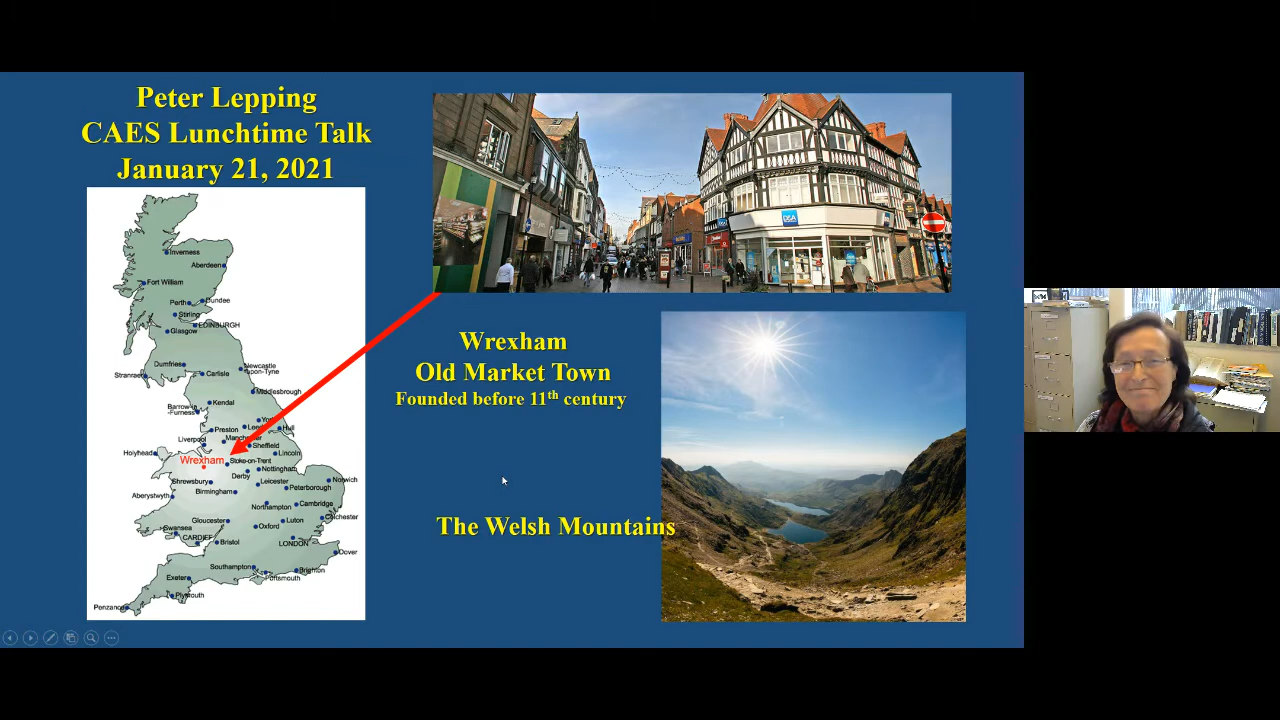 Peter Lepping
CAES Lunchtime Talk
January 21, 2021
Inverness
Aberdeen
Fort William
Perth
Dundee
Stirling
EDINBURGH
Glasgow
Dumfries
Newcastle
-upon-Tyne
Stranraer
Carlisle
Middlesbrough
Kendal
Barrow-in
-Furness
York
Preston
Hull
Liverpool
Sheffield
Holyhead
Lincoln
Wrexham
Stoke-on-Trent
Nottingham
Derby
Shrewsbury
Leicester
Norwich
Peterborough
Birmingham
Aberystwyth
Northampton
Cambridge
Gloucester
Luton
Colchester
Swansea
Oxford
CARDIFF
Bristol
LONDON
Dover
Southampton
Brighton
Portsmouth
Exeter
Plymouth
Penzance
Wrexham
Old Market Town
Founded before 11th century
The Welsh Mountains